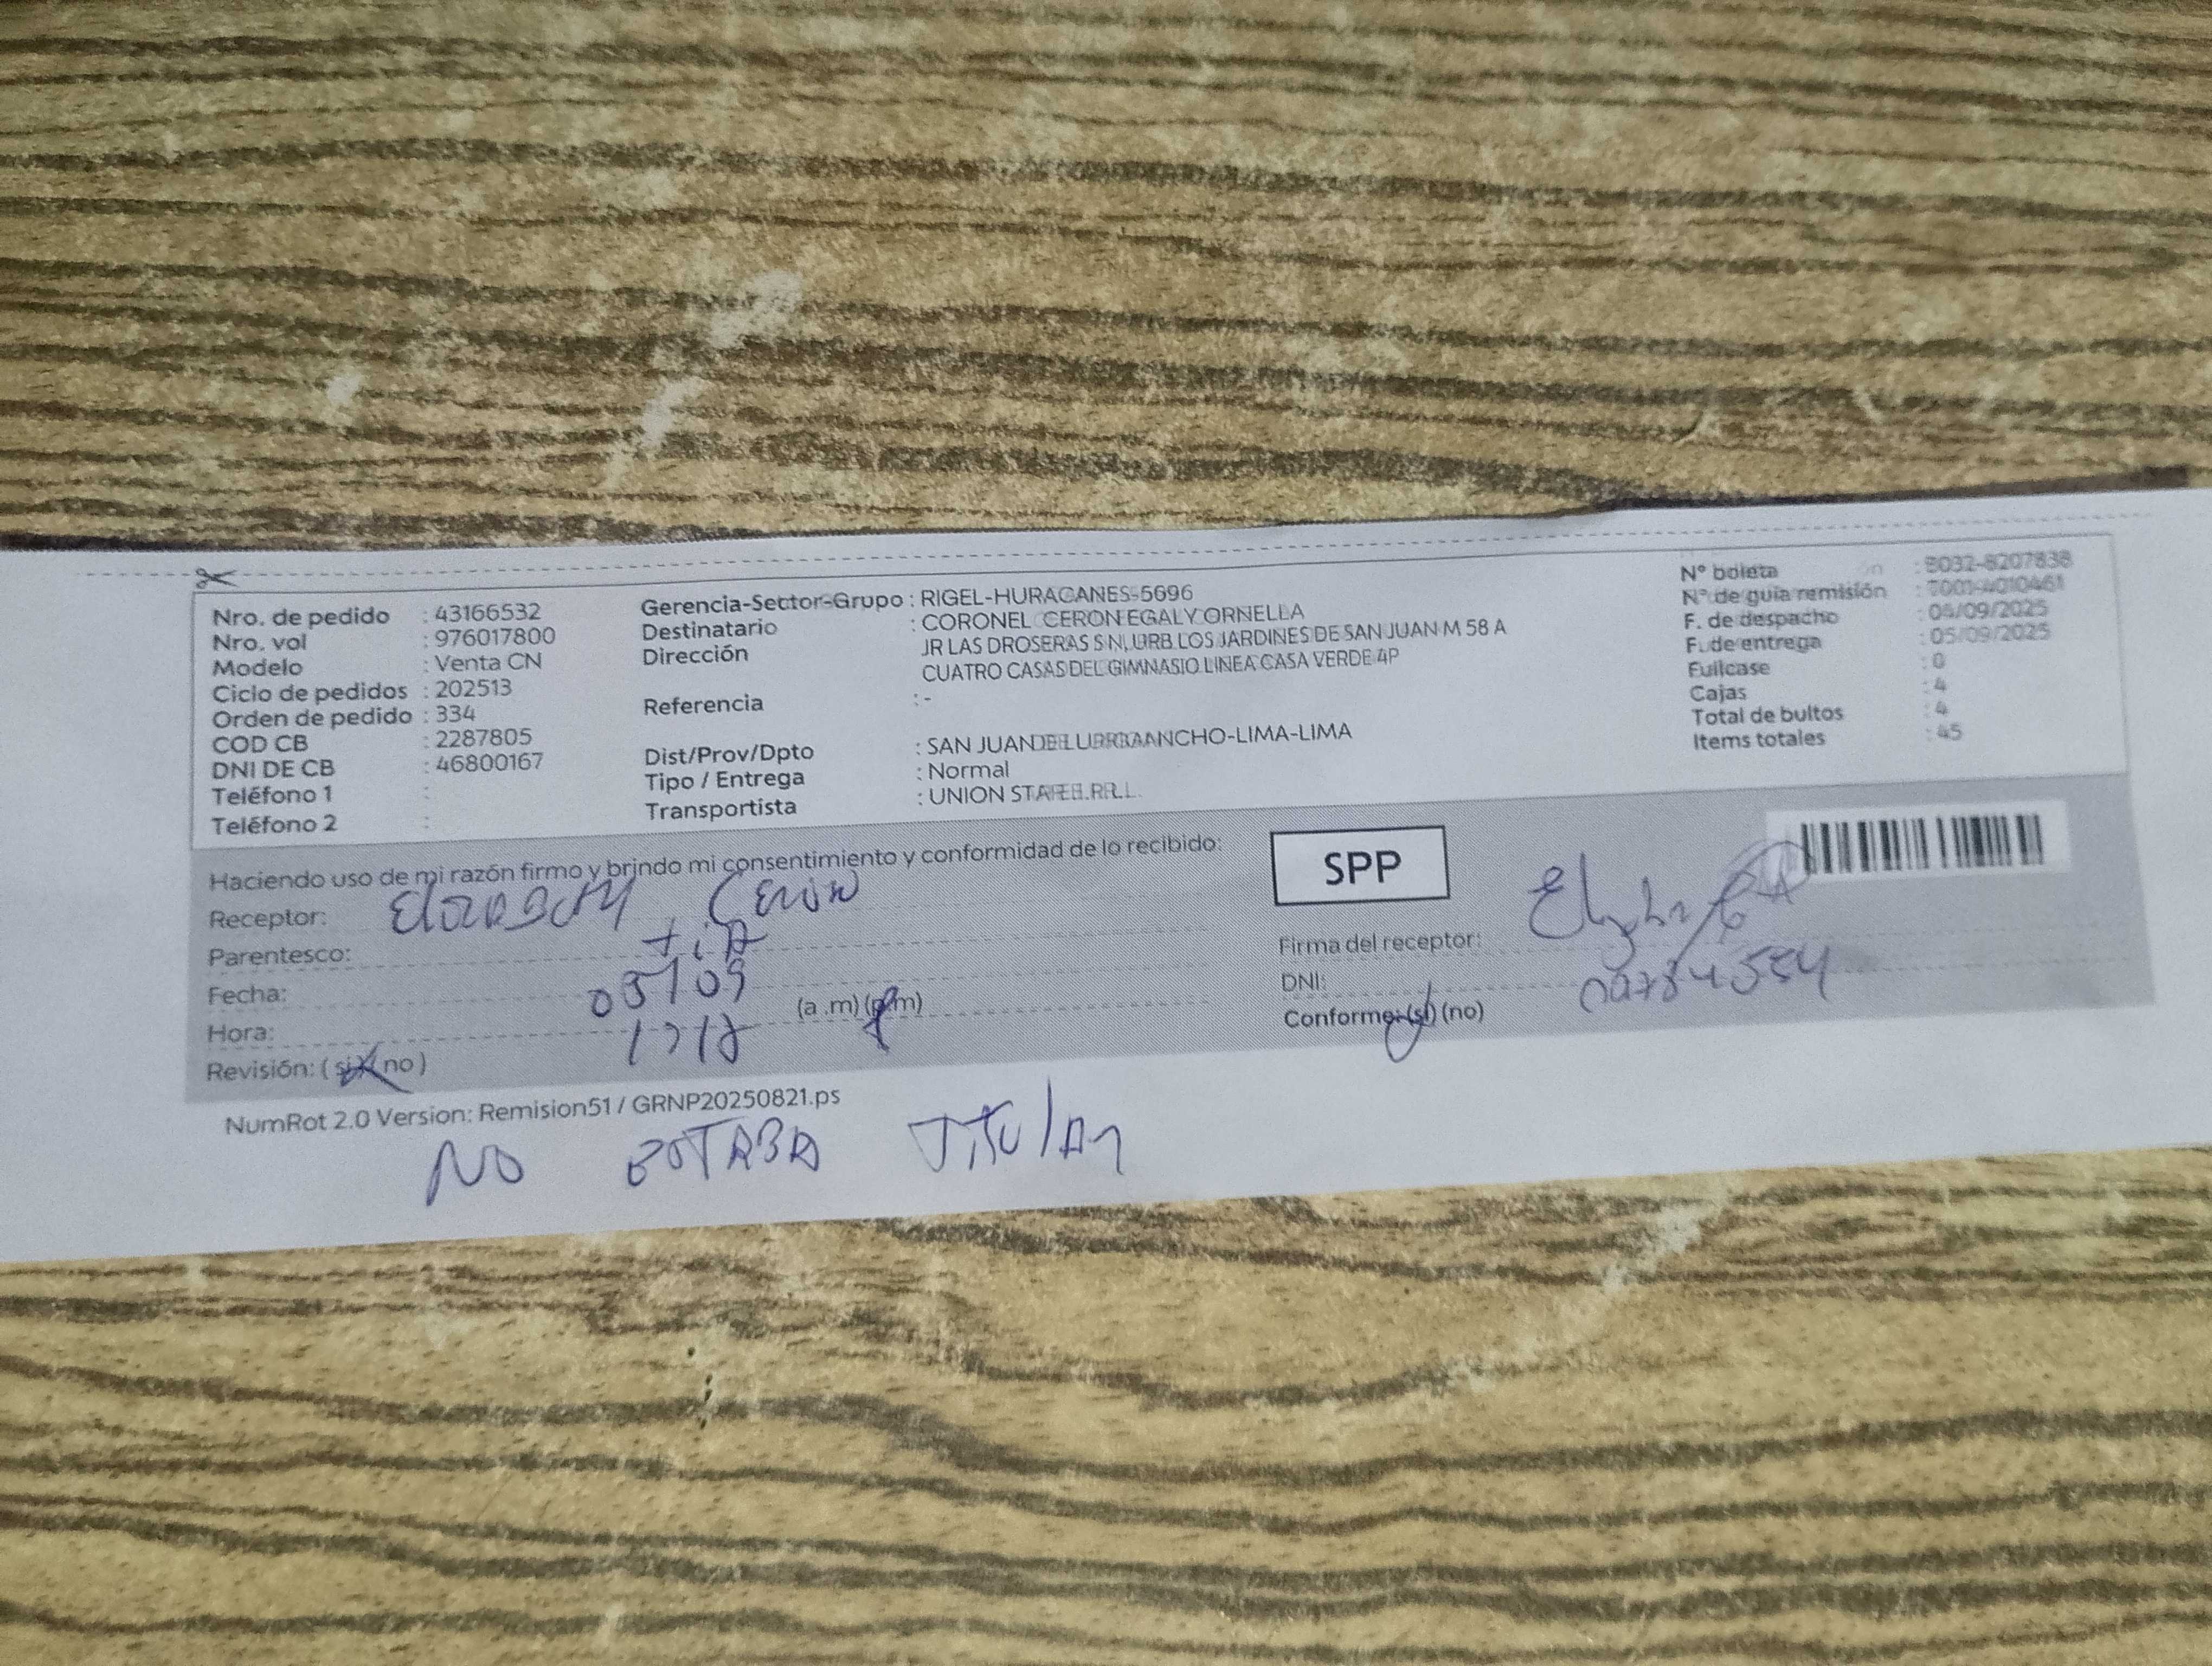 Nro. de pedido : 43166532
Nro. vol : 976017800
Modelo : Venta CN
Ciclo de pedidos : 202513
Orden de pedido : 334
COD CB : 2287805
DNI DE CB : 46800167
Teléfono 1 :
Teléfono 2 :
Gerencia-Sector-Grupo : RIGEL-HURACANES-5696
Destinatario : CORONEL CERON EGALY ORNELLA
Dirección JR LAS DROSERAS SN, URB LOS JARDINES DE SAN JUAN M 58 A
CUATRO CASAS DEL GIMNASIO LINEA CASA VERDE 4P
Referencia : -
Dist/Prov/Dpto : SAN JUAN DE -LIMA-LIMA
Tipo / Entrega : Normal
Transportista : UNION
N° boleta : B032-8207838
N° de guia remisión : 4010461
F. de despacho : 04/09/2025
F. de entrega : 05/09/2025
Fullcase : 0
Cajas : 4
Total de bultos : 4
Items totales : 45
Haciendo uso de mi razón firmo y brindo mi consentimiento y conformidad de lo recibido:
Receptor: Ceron
Parentesco: tia
Fecha: 05/09
Hora: (a .m) (p.m)
Revisión: ( si) (no )
SPP
Firma del receptor:
DNI:
Conforme: (si) (no)
NumRot 2.0 Version: Remision51 / GRNP20250821.ps
NO ESTABA TITULAR